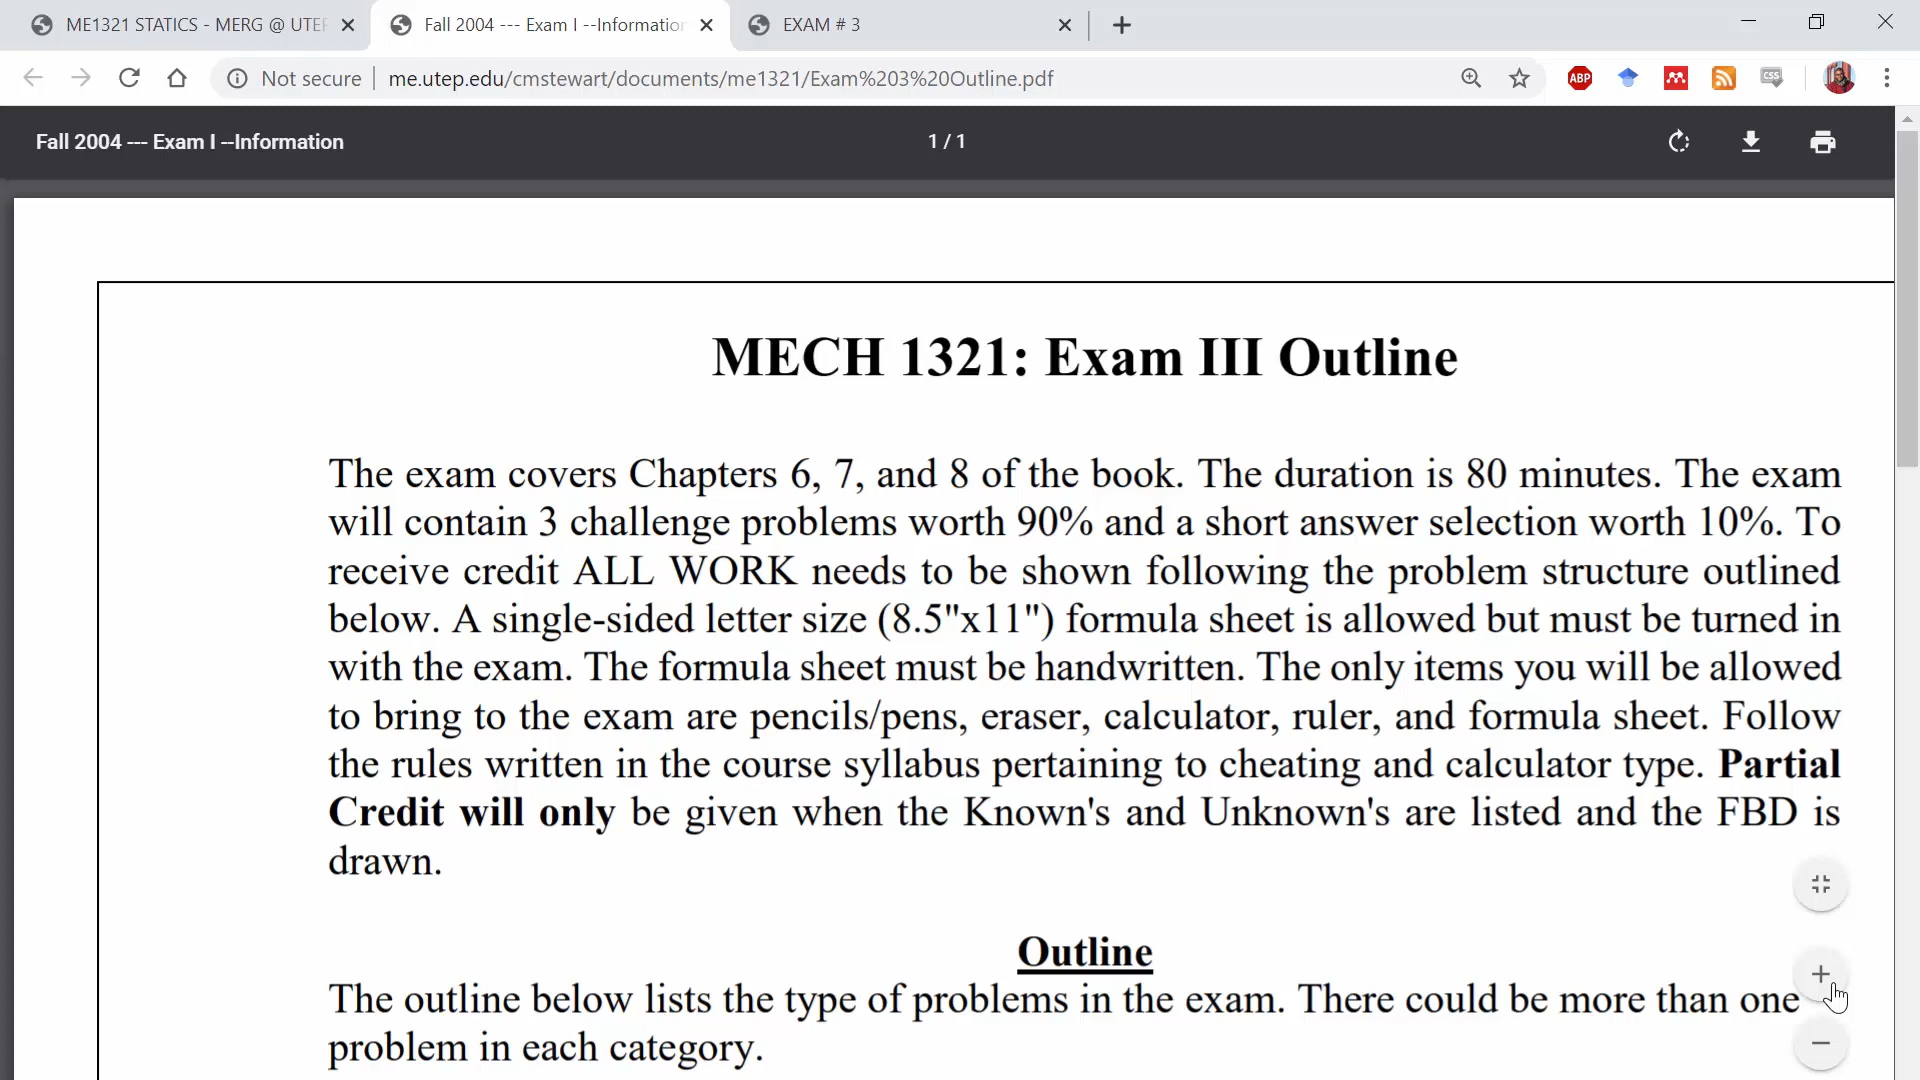 ME1321 STATICS - MERG @ UTEP
Fall 2004 --- Exam I --Information
EXAM # 3
Not secure
me.utep.edu/cmstewart/documents/me1321/Exam%203%20Outline.pdf
ABP
CSS
Fall 2004 --- Exam I --Information
1 / 1
MECH 1321: Exam III Outline
The exam covers Chapters 6, 7, and 8 of the book. The duration is 80 minutes. The exam
will contain 3 challenge problems worth 90% and a short answer selection worth 10%. To
receive credit ALL WORK needs to be shown following the problem structure outlined
below. A single-sided letter size (8.5"x11") formula sheet is allowed but must be turned in
with the exam. The formula sheet must be handwritten. The only items you will be allowed
to bring to the exam are pencils/pens, eraser, calculator, ruler, and formula sheet. Follow
the rules written in the course syllabus pertaining to cheating and calculator type. Partial
Credit will only be given when the Known's and Unknown's are listed and the FBD is
drawn.
Outline
The outline below lists the type of problems in the exam. There could be more than one
problem in each category.